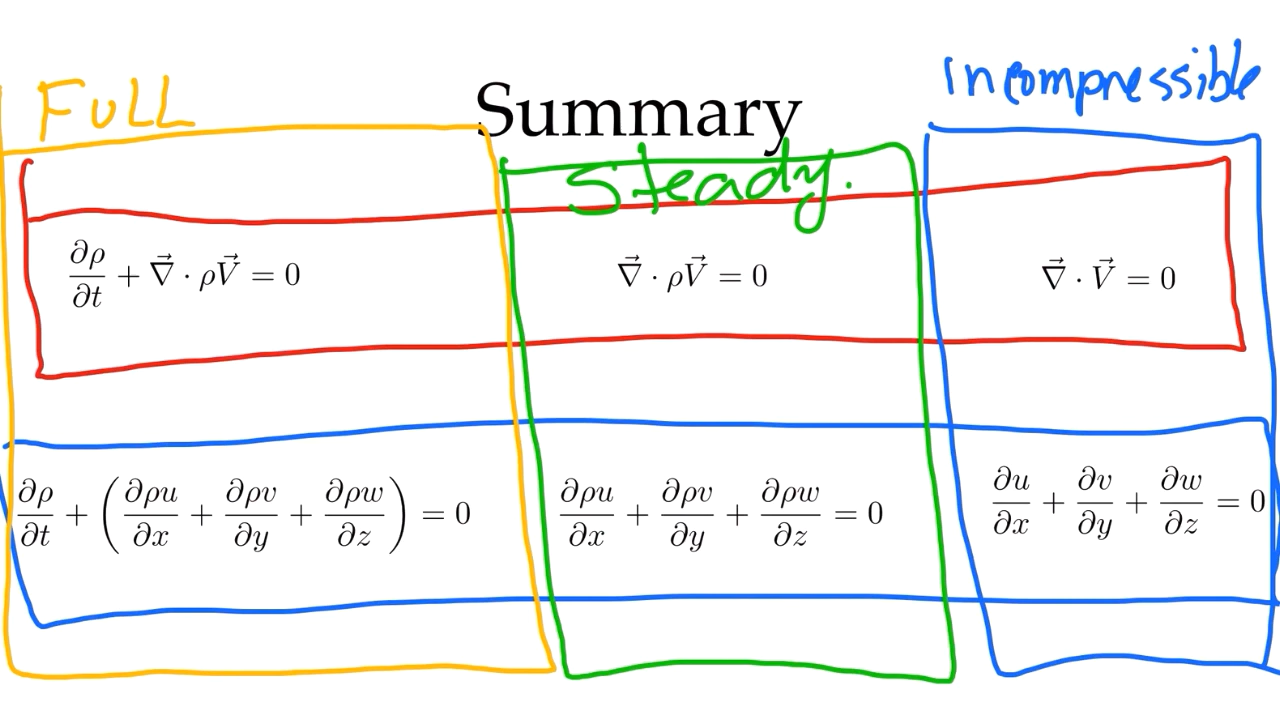 FULL
Summary
Incompressible
Steady.
∂ρ/∂t + ∇⃗ · ρV⃗ = 0
∇⃗ · ρV⃗ = 0
∇⃗ · V⃗ = 0
∂ρ/∂t + (∂ρu/∂x + ∂ρv/∂y + ∂ρw/∂z) = 0
∂ρu/∂x + ∂ρv/∂y + ∂ρw/∂z = 0
∂u/∂x + ∂v/∂y + ∂w/∂z = 0